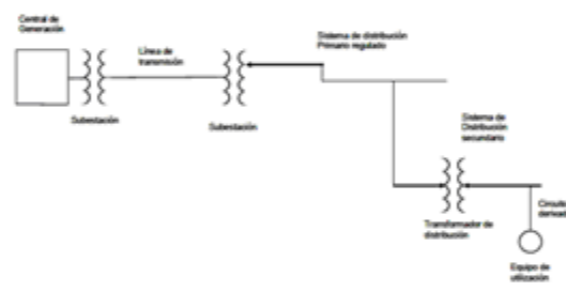 Central de
Generación
Línea de
transmisión
Subestación
Subestación
Sistema de distribución
Primario regulado
Sistema de
Distribución
secundario
Transformador de
distribución
Circuito
derivad
Equipo de
utilización